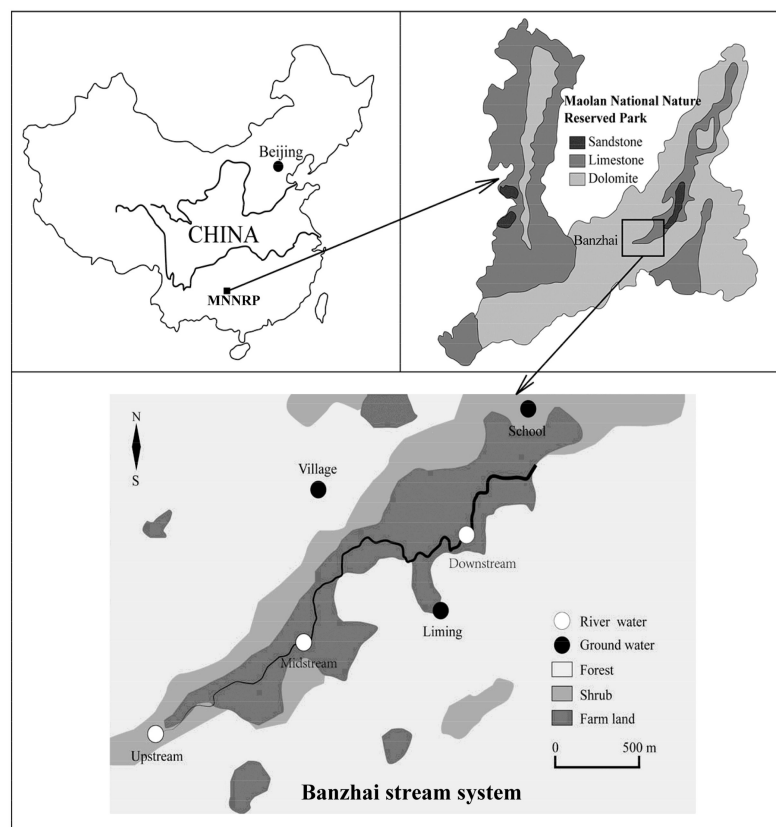 Beijing
CHINA
MNNRP
Maolan National Nature
Reserved Park
Sandstone
Limestone
Dolomite
Banzhai
N
S
School
Village
Downstream
Liming
Midstream
Upstream
River water
Ground water
Forest
Shrub
Farm land
0 500 m
Banzhai stream system